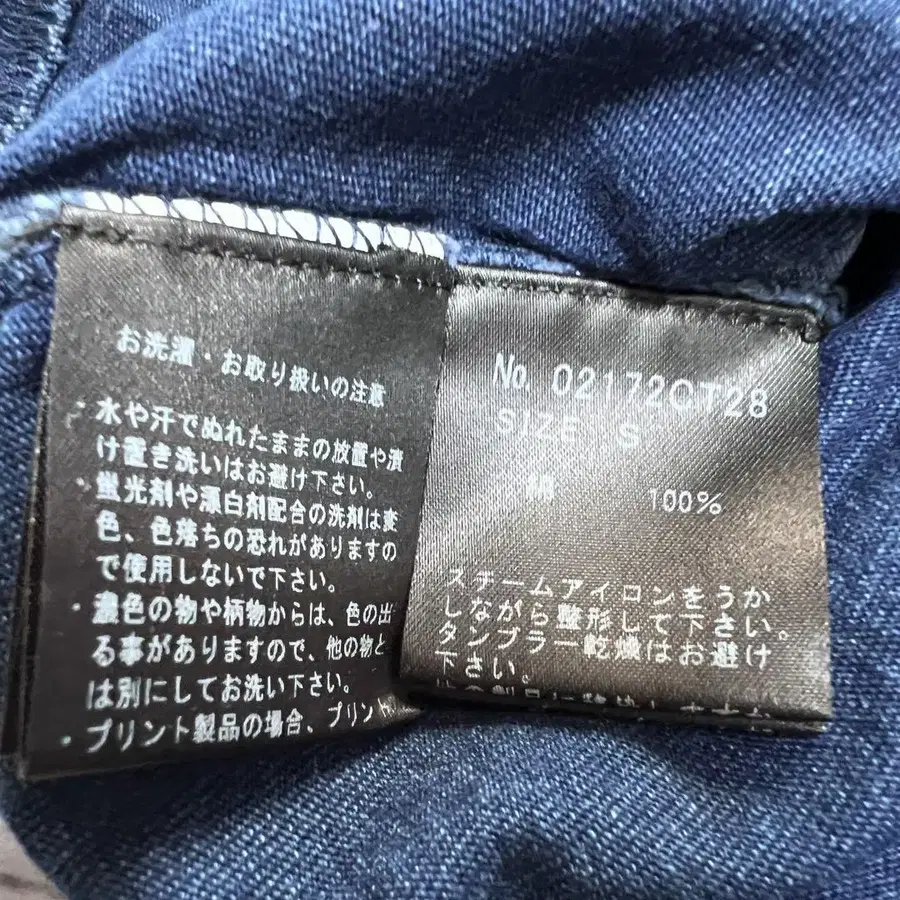 お洗濯・お取り扱いの注意
・水や汗でぬれたままの放置や漬
け置き洗いはお避け下さい。
・蛍光剤や漂白剤配合の洗剤は変
色、色落ちの恐れがありますの
で使用しないで下さい。
・濃色の物や柄物からは、色の出
る事がありますので、他の物と
は別にしてお洗い下さい。
・プリント製品の場合、プリント
No. 02172CT28
SIZE S
綿 100%
スチームアイロンをうか
しながら整形して下さい。
タンブラー乾燥はお避け
下さい。